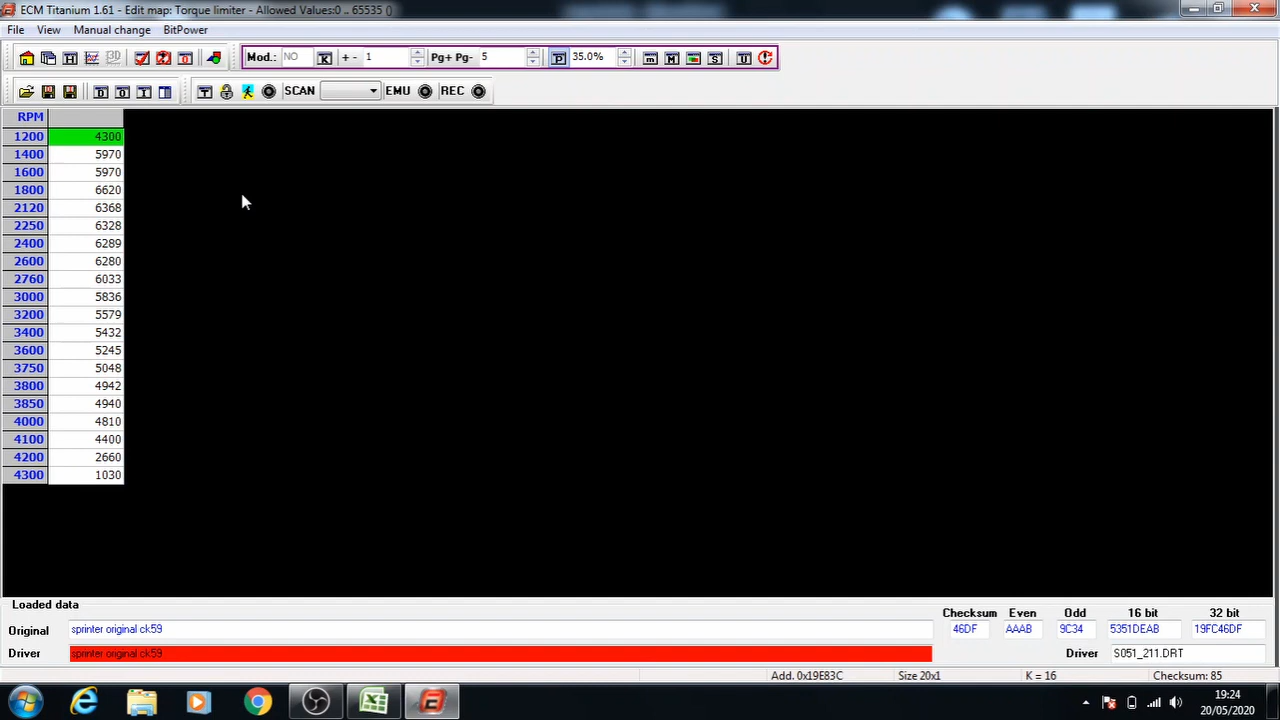 ECM Titanium 1.61 - Edit map: Torque limiter - Allowed Values:0 .. 65535 ()
File View Manual change BitPower
Mod.: NO K + - 1 Pg+ Pg- 5 P 35.0% m M S U
T SCAN EMU REC
RPM
1200 4300
1400 5970
1600 5970
1800 6620
2120 6368
2250 6328
2400 6289
2600 6280
2760 6033
3000 5836
3200 5579
3400 5432
3600 5245
3750 5048
3800 4942
3850 4940
4000 4810
4100 4400
4200 2660
4300 1030
Loaded data
Checksum Even Odd 16 bit 32 bit
Original sprinter original ck59 46DF AAAB 9C34 5351DEAB 19FC46DF
Driver sprinter original ck59 Driver S051_211.DRT
Add. 0x19E83C Size 20x1 K = 16 Checksum: 85
19:24
20/05/2020